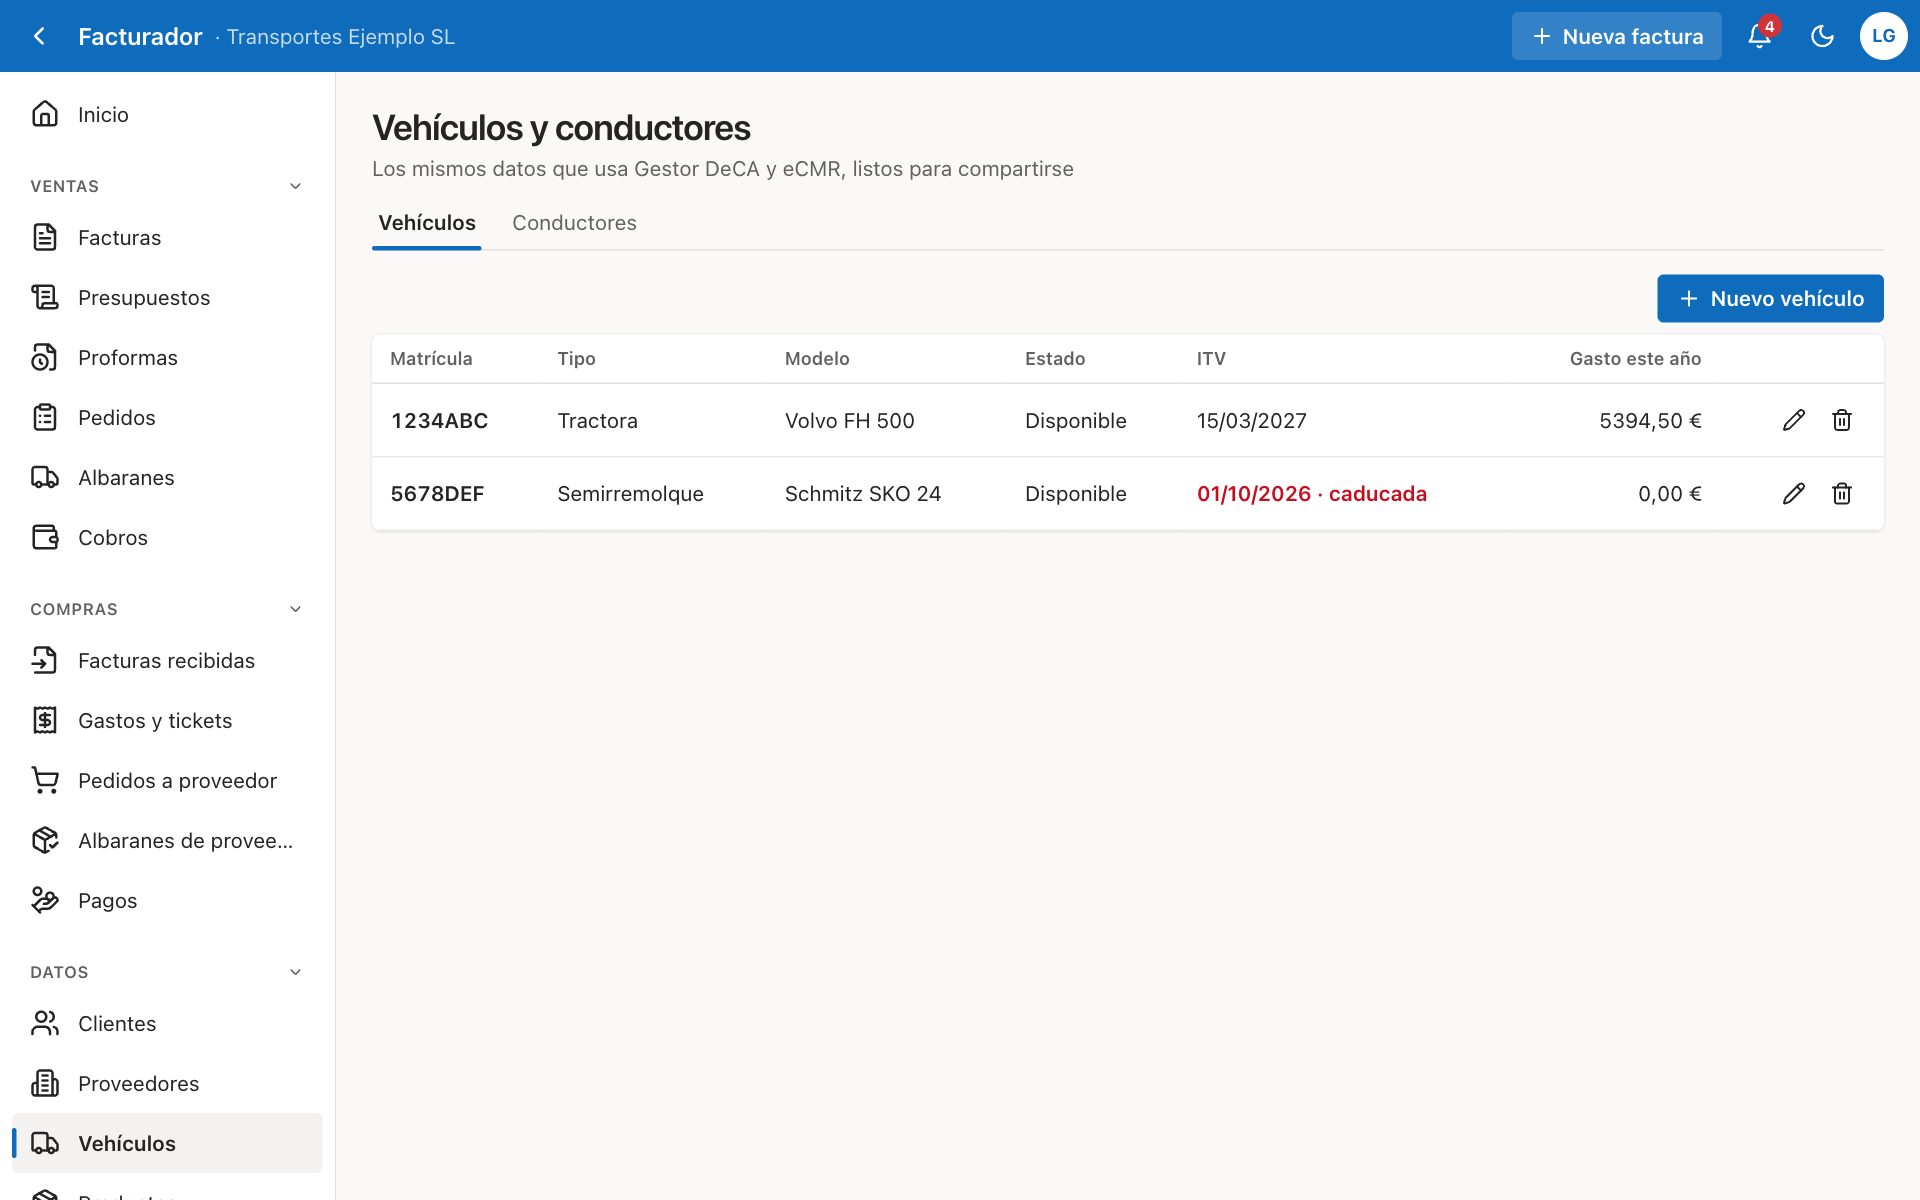 Facturador · Transportes Ejemplo SL
Nueva factura
4
LG
Inicio
VENTAS
Facturas
Presupuestos
Proformas
Pedidos
Albaranes
Cobros
COMPRAS
Facturas recibidas
Gastos y tickets
Pedidos a proveedor
Albaranes de provee...
Pagos
DATOS
Clientes
Proveedores
Vehículos
Vehículos y conductores
Los mismos datos que usa Gestor DeCA y eCMR, listos para compartirse
Vehículos Conductores
Nuevo vehículo
Matrícula Tipo Modelo Estado ITV Gasto este año
1234ABC Tractora Volvo FH 500 Disponible 15/03/2027 5394,50 €
5678DEF Semirremolque Schmitz SKO 24 Disponible 01/10/2026 · caducada 0,00 €